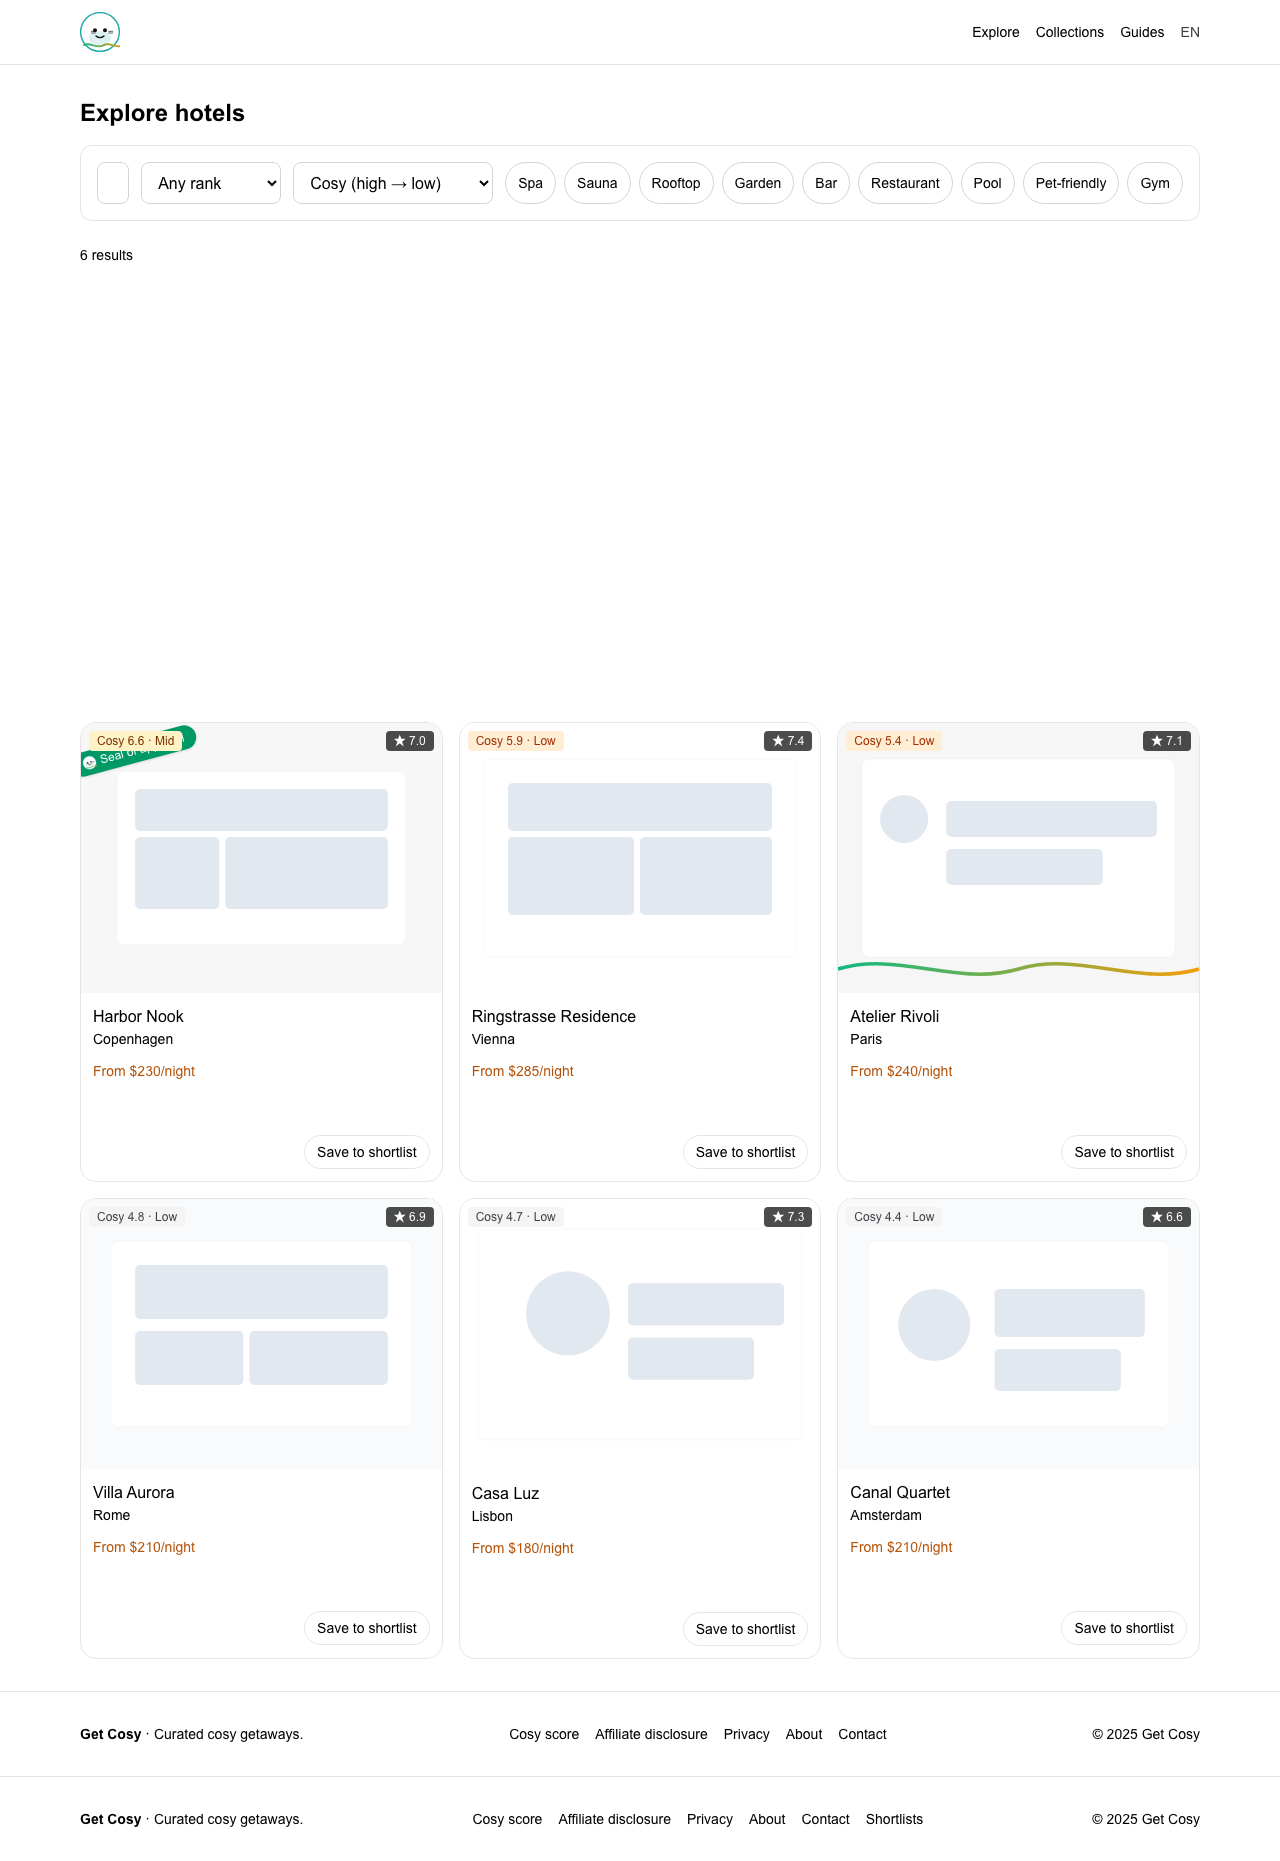 Explore Collections Guides EN
Explore hotels
Any rank Cosy (high → low) Spa Sauna Rooftop Garden Bar Restaurant Pool Pet-friendly Gym
6 results
Cosy 6.6 · Mid ★ 7.0
Seal of
Cosy 5.9 · Low ★ 7.4
Cosy 5.4 · Low ★ 7.1
Harbor Nook
Copenhagen
From $230/night
Save to shortlist
Ringstrasse Residence
Vienna
From $285/night
Save to shortlist
Atelier Rivoli
Paris
From $240/night
Save to shortlist
Cosy 4.8 · Low ★ 6.9
Cosy 4.7 · Low ★ 7.3
Cosy 4.4 · Low ★ 6.6
Villa Aurora
Rome
From $210/night
Save to shortlist
Casa Luz
Lisbon
From $180/night
Save to shortlist
Canal Quartet
Amsterdam
From $210/night
Save to shortlist
Get Cosy · Curated cosy getaways. Cosy score Affiliate disclosure Privacy About Contact © 2025 Get Cosy
Get Cosy · Curated cosy getaways. Cosy score Affiliate disclosure Privacy About Contact Shortlists © 2025 Get Cosy